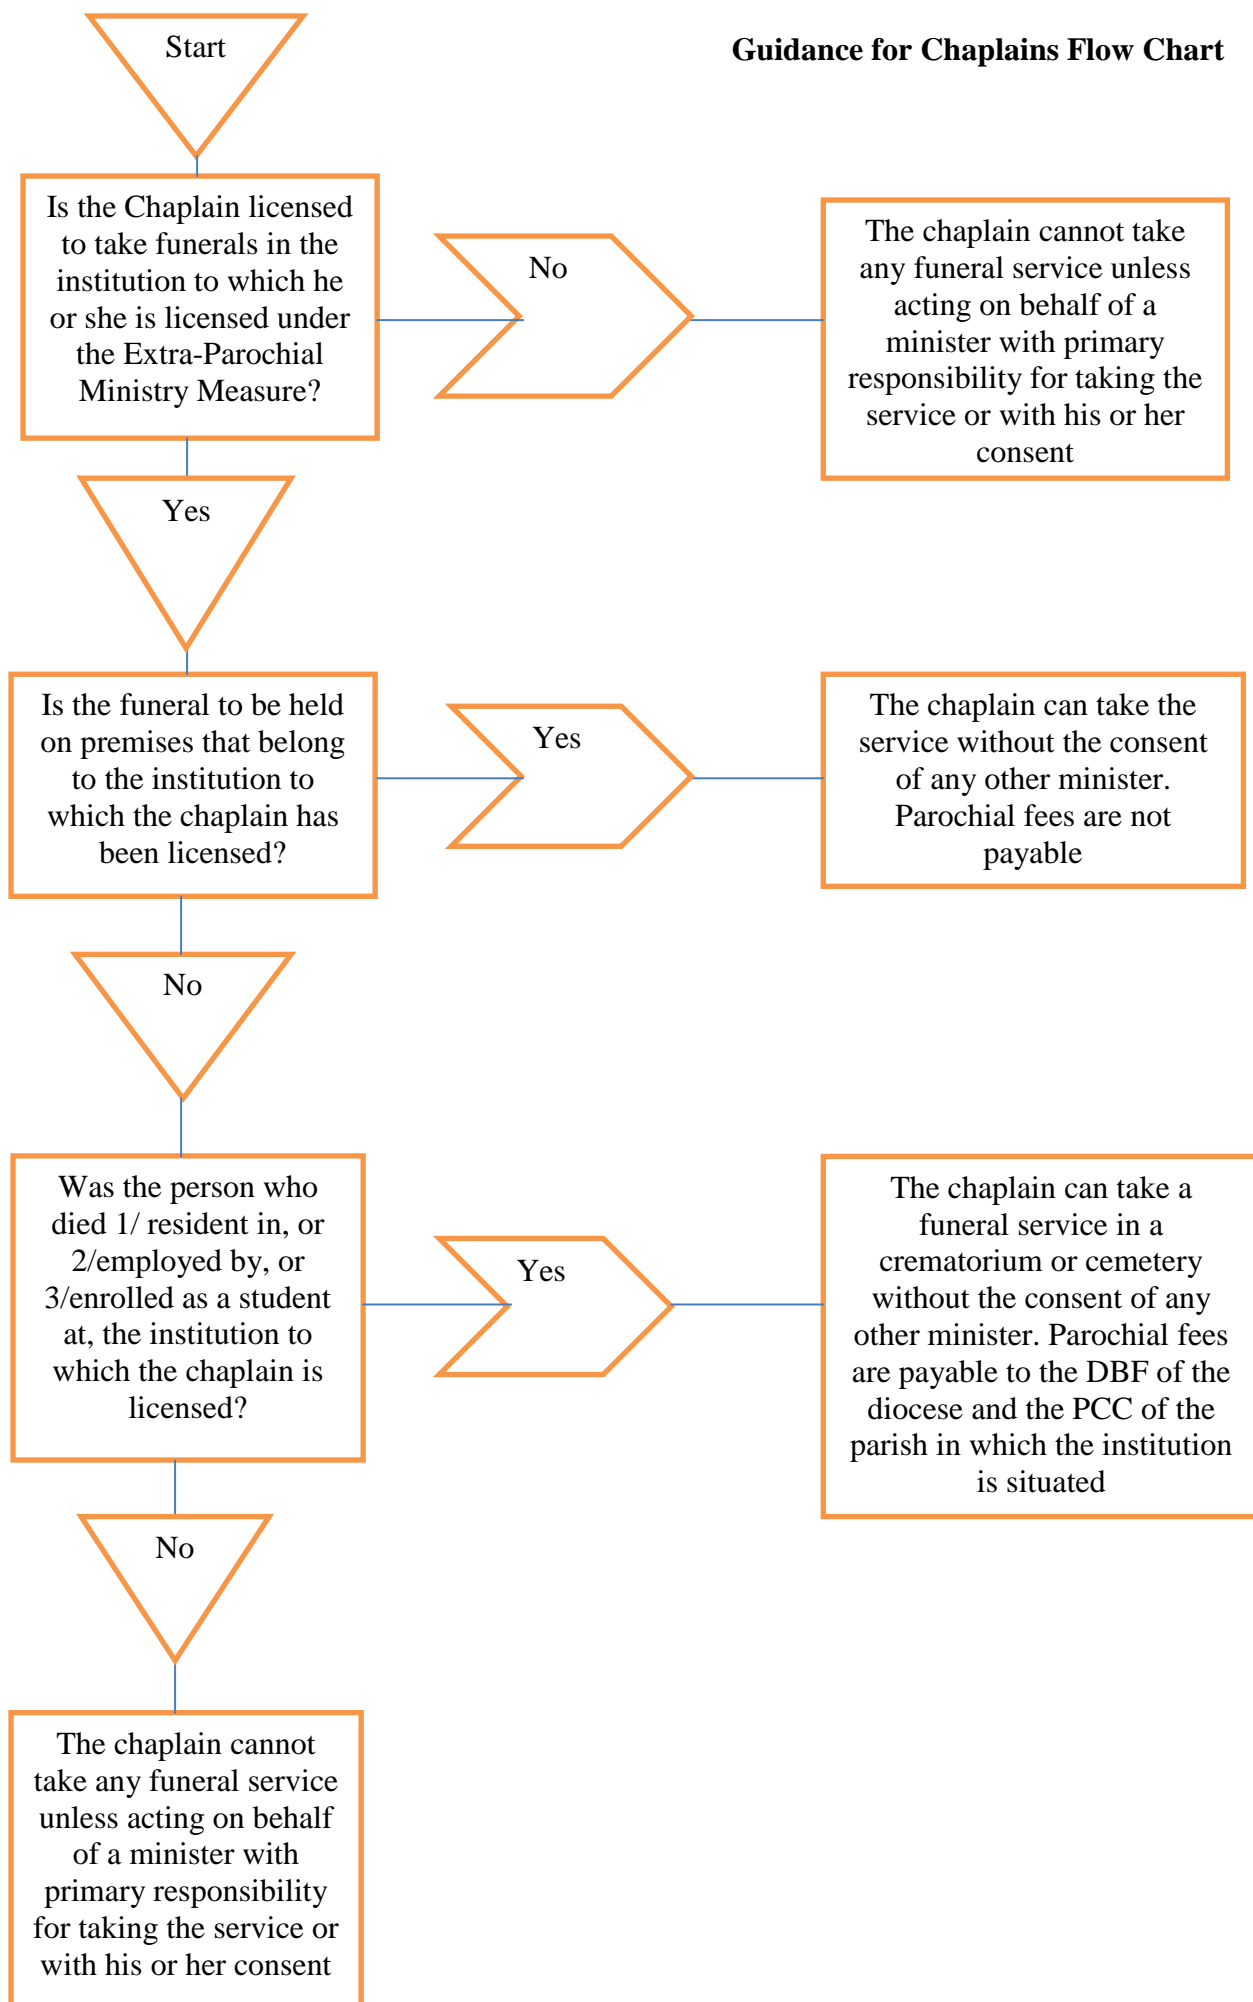 Start
Guidance for Chaplains Flow Chart
Is the Chaplain licensed
to take funerals in the
institution to which he
or she is licensed under
the Extra-Parochial
Ministry Measure?
No
The chaplain cannot take
any funeral service unless
acting on behalf of a
minister with primary
responsibility for taking the
service or with his or her
consent
Yes
Is the funeral to be held
on premises that belong
to the institution to
which the chaplain has
been licensed?
Yes
The chaplain can take the
service without the consent
of any other minister.
Parochial fees are not
payable
No
Was the person who
died 1/ resident in, or
2/employed by, or
3/enrolled as a student
at, the institution to
which the chaplain is
licensed?
Yes
The chaplain can take a
funeral service in a
crematorium or cemetery
without the consent of any
other minister. Parochial fees
are payable to the DBF of the
diocese and the PCC of the
parish in which the institution
is situated
No
The chaplain cannot
take any funeral service
unless acting on behalf
of a minister with
primary responsibility
for taking the service or
with his or her consent